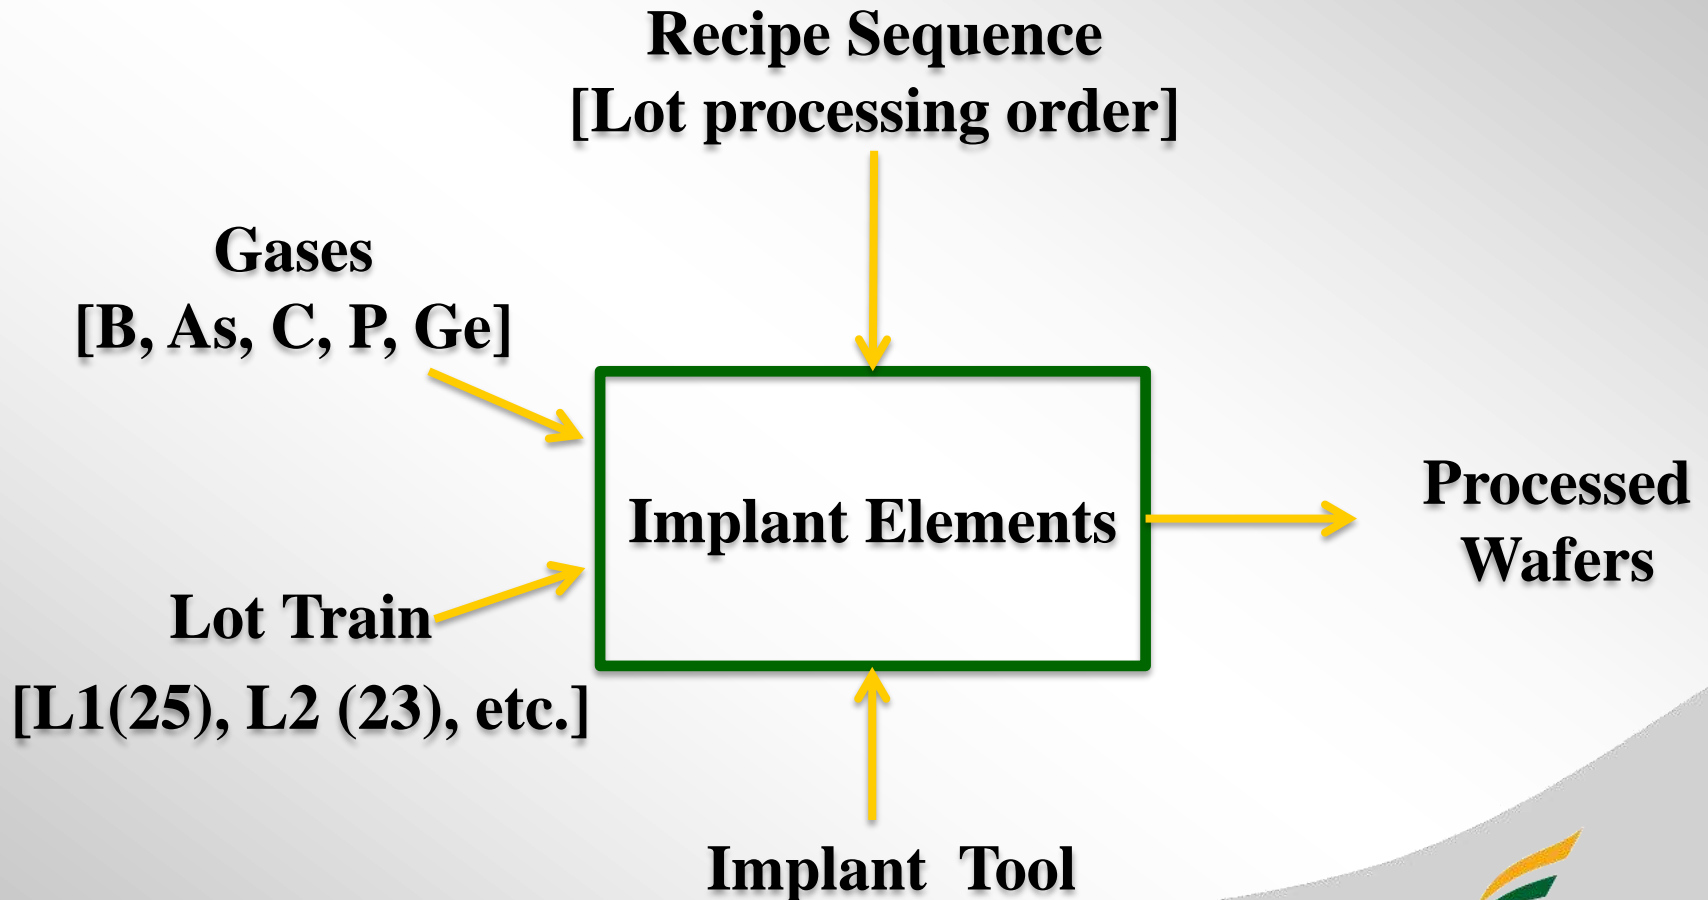 Recipe Sequence
[Lot processing order]
Gases
[B, As, C, P, Ge]
Implant Elements
Processed
Wafers
Lot Train
[L1(25), L2 (23), etc.]
Implant  Tool